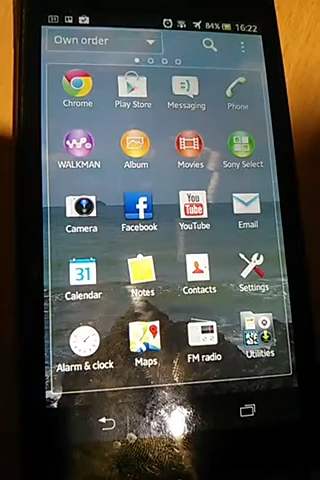 31
84% 16:22
Own order
Chrome Play Store Messaging Phone
WALKMAN Album Movies Sony Select
Camera Facebook YouTube Email
31
Calendar Notes Contacts Settings
Alarm & clock Maps FM radio Utilities